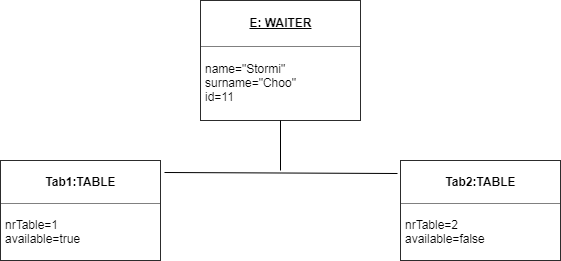 E: WAITER
name="Stormi"
surname="Choo"
id=11
Tab1:TABLE
nrTable=1
available=true
Tab2:TABLE
nrTable=2
available=false